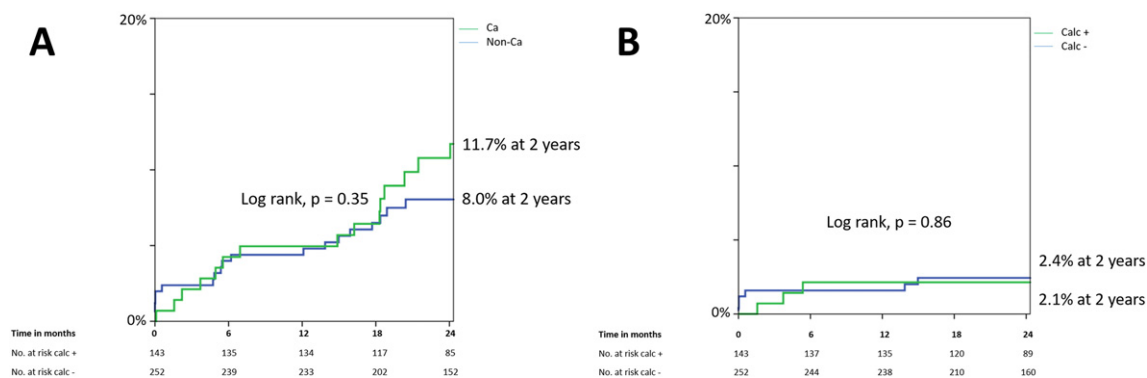 A
20%
Ca
Non-Ca
11.7% at 2 years
Log rank, p = 0.35
8.0% at 2 years
0%
Time in months 0 6 12 18 24
No. at risk calc + 143 135 134 117 85
No. at risk calc - 252 239 233 202 152
B
20%
Calc +
Calc -
Log rank, p = 0.86
2.4% at 2 years
2.1% at 2 years
0%
Time in months 0 6 12 18 24
No. at risk calc + 143 137 135 120 89
No. at risk calc - 252 244 238 210 160